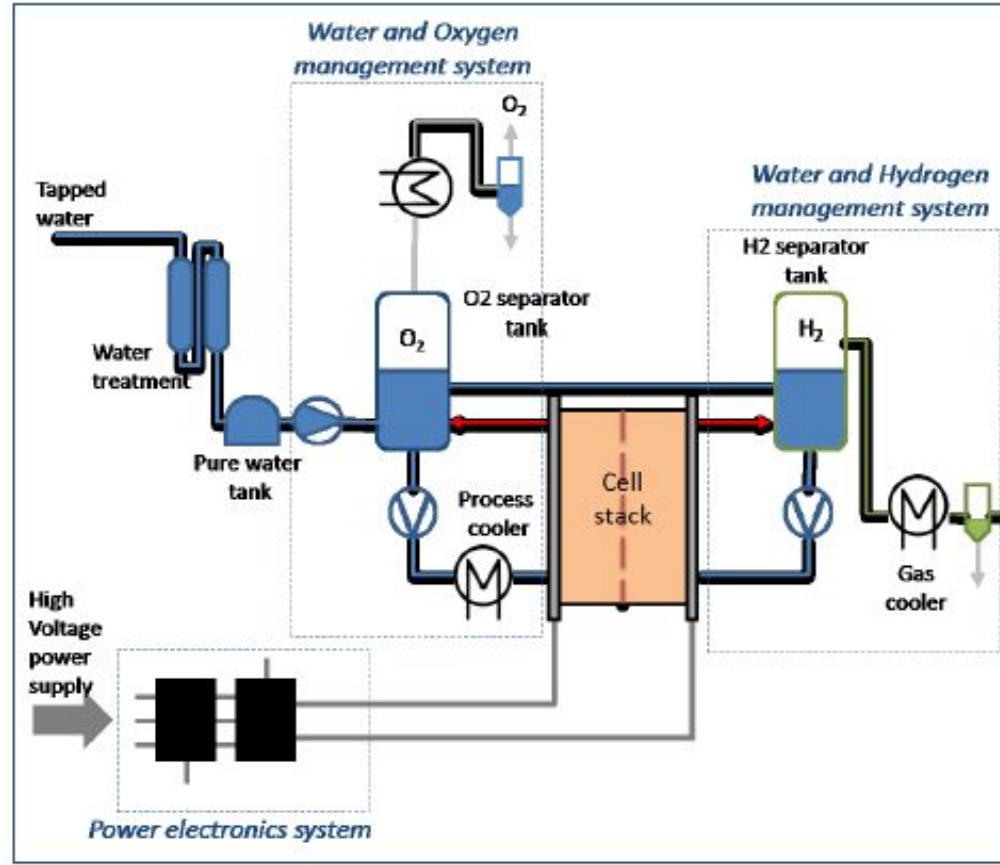 Water and Oxygen
management system
O₂
Tapped
water
Water and Hydrogen
management system
H2 separator
tank
O2 separator
tank
O₂
H₂
Water
treatment
Pure water
tank
Process
cooler
Cell
stack
Gas
cooler
High
Voltage
power
supply
Power electronics system